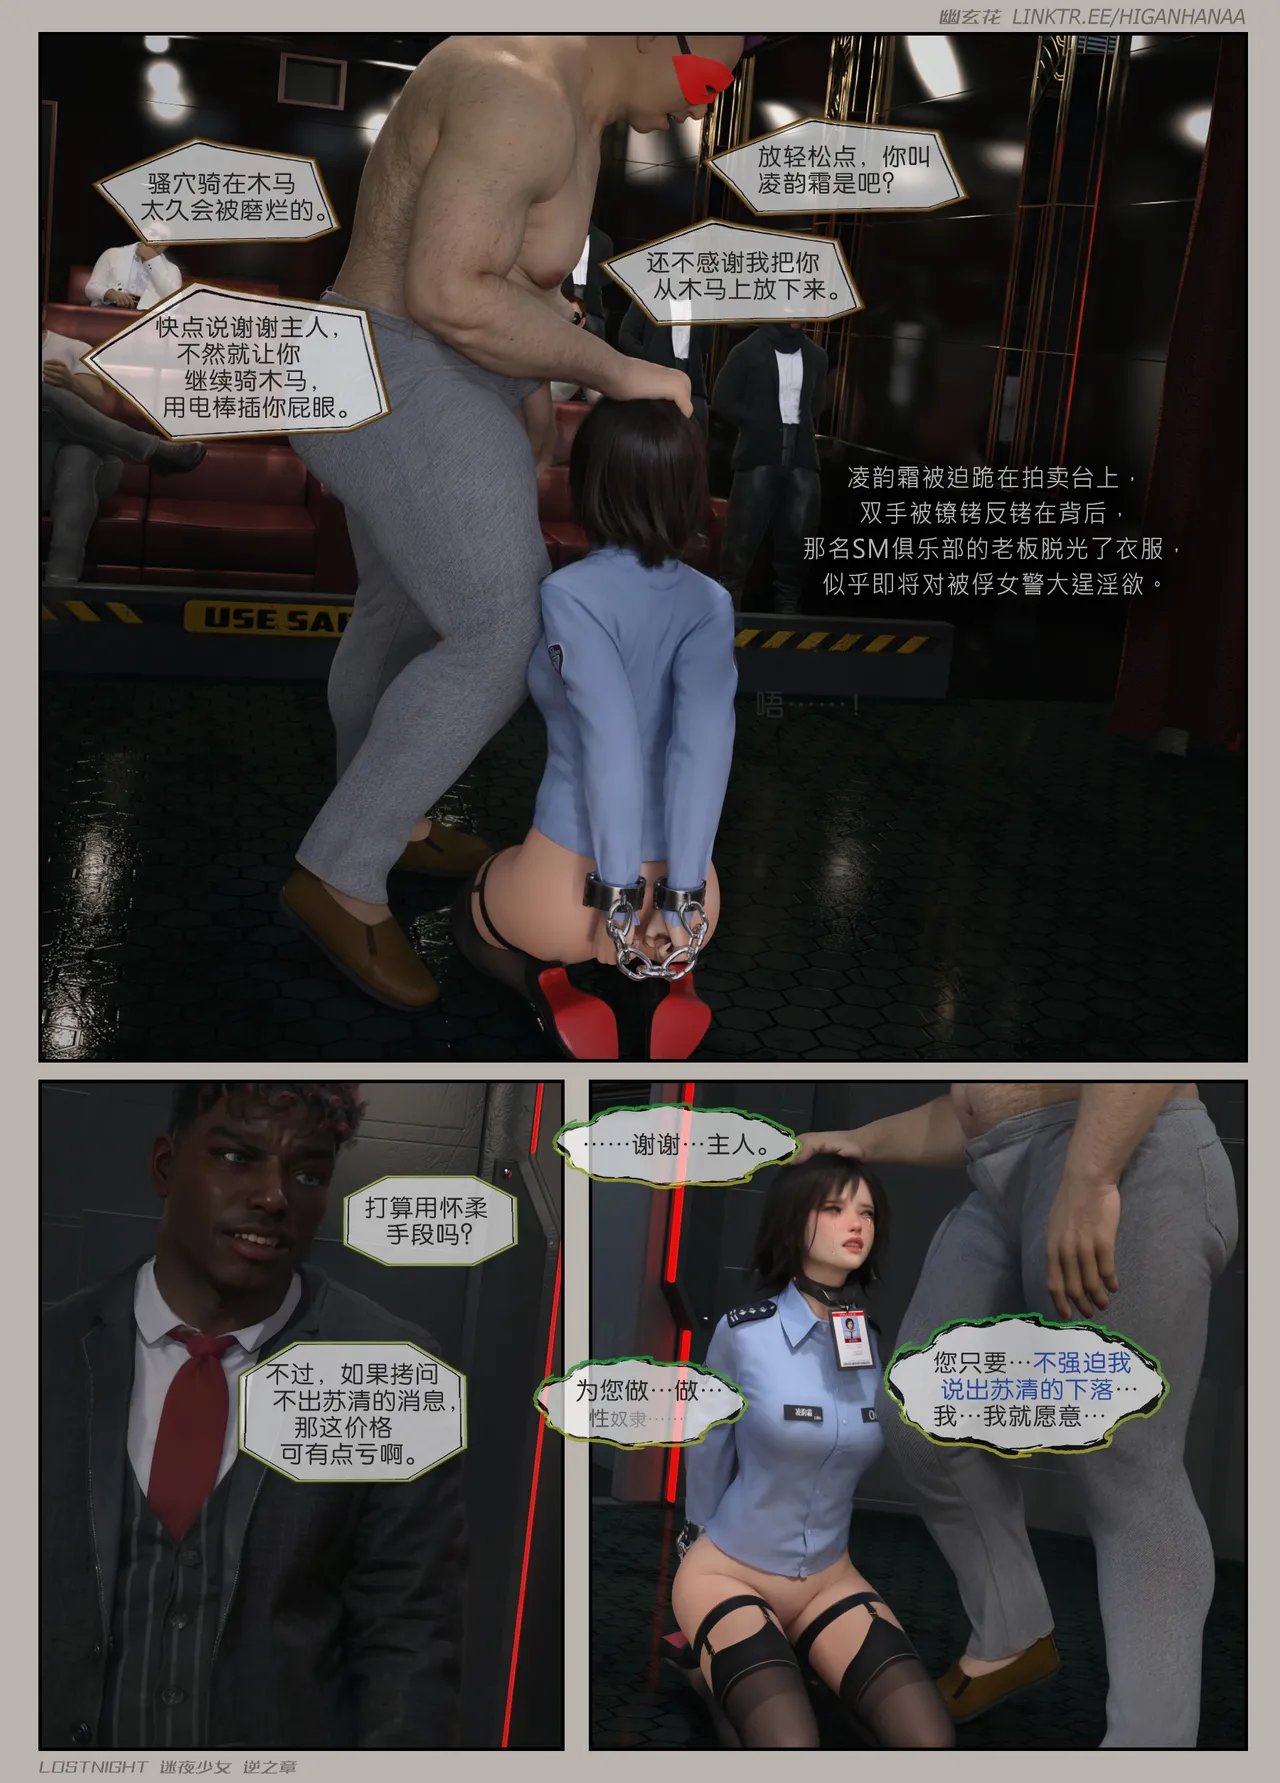 幽玄花 LINKTR.EE/HIGANHANAA
骚穴骑在木马
太久会被磨烂的。
放轻松点，你叫
凌韵霜是吧？
还不感谢我把你
从木马上放下来。
快点说谢谢主人，
不然就让你
继续骑木马，
用电棒插你屁眼。
凌韵霜被迫跪在拍卖台上，
双手被镣铐反铐在背后，
那名SM俱乐部的老板脱光了衣服，
似乎即将对被俘女警大逞淫欲。
USE SA
唔……！
打算用怀柔
手段吗？
不过，如果拷问
不出苏清的消息，
那这价格
可有点亏啊。
……谢谢…主人。
您只要…不强迫我
说出苏清的下落…
我…我就愿意…
为您做…做…
性奴隶……
凌韵霜
LOSTNIGHT 迷夜少女 逆之章